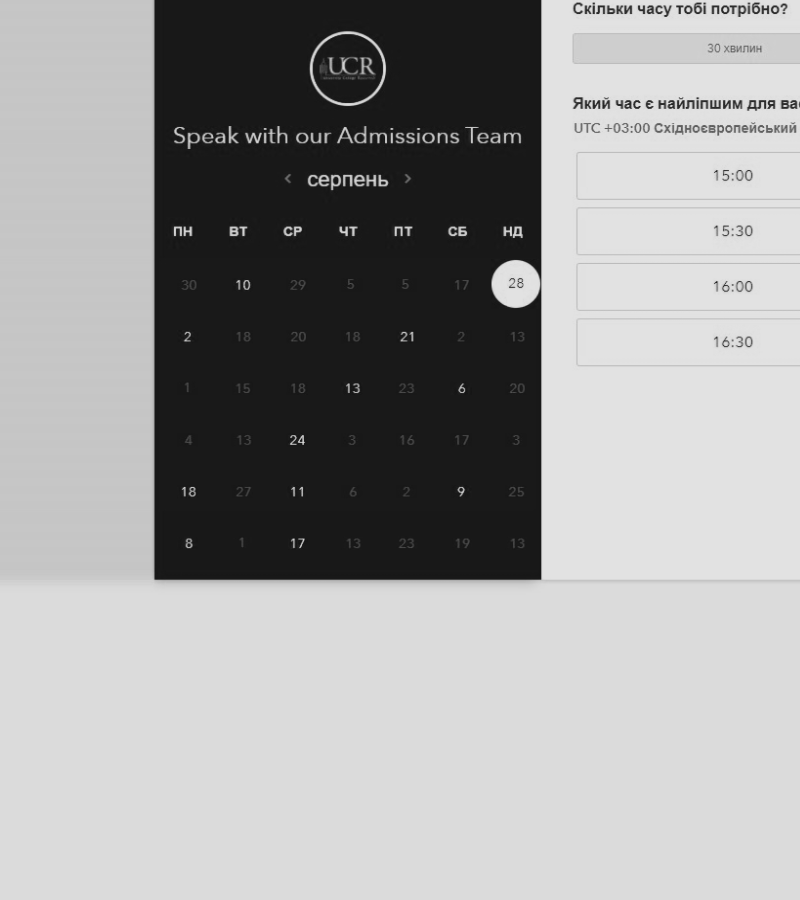 UCR
Speak with our Admissions Team
серпень
ПН ВТ СР ЧТ ПТ СБ НД
30 10 29 5 5 17 28
2 18 20 18 21 2 13
1 15 18 13 23 6 20
4 13 24 3 16 17 3
18 27 11 6 2 9 25
8 1 17 13 23 19 13
Скільки часу тобі потрібно?
30 хвилин
Який час є найліпшим для вас
UTC +03:00 Східноєвропейський
15:00
15:30
16:00
16:30